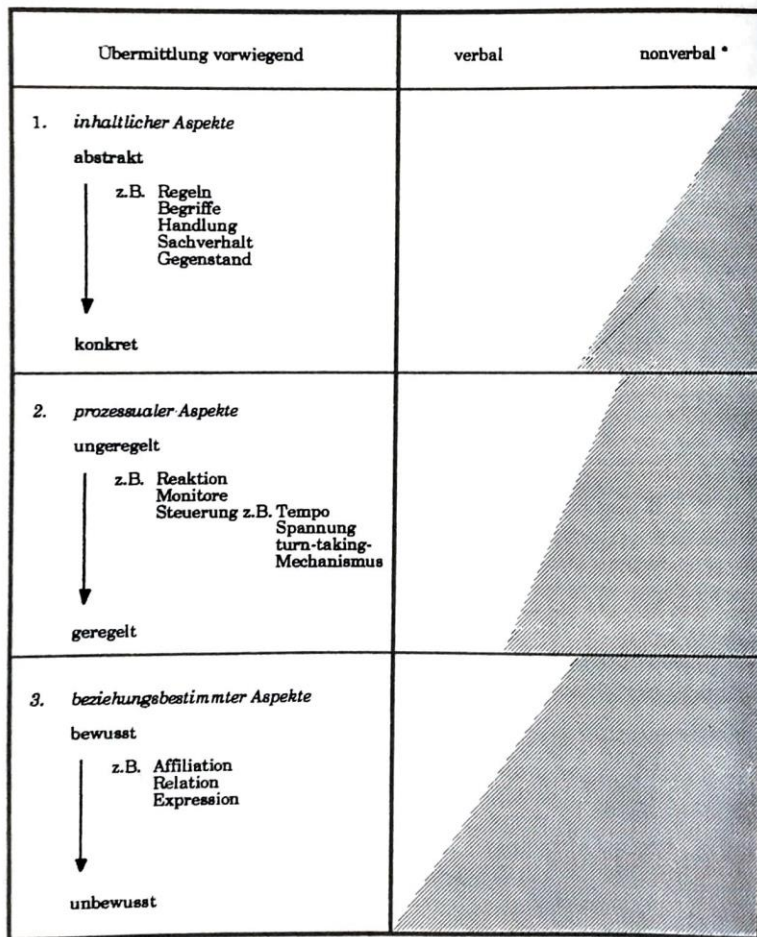 Übermittlung vorwiegend
verbal
nonverbal *
1. inhaltlicher Aspekte
abstrakt
z.B. Regeln
Begriffe
Handlung
Sachverhalt
Gegenstand
konkret
2. prozessualer Aspekte
ungeregelt
z.B. Reaktion
Monitore
Steuerung z.B. Tempo
Spannung
turn-taking-
Mechanismus
geregelt
3. beziehungsbestimmter Aspekte
bewusst
z.B. Affiliation
Relation
Expression
unbewusst